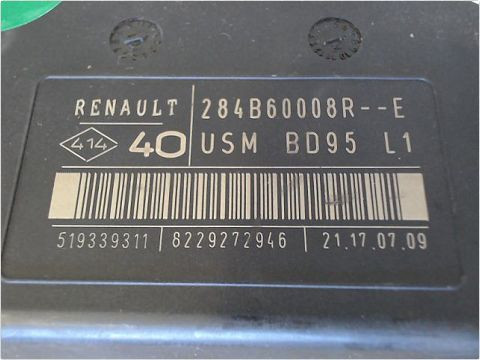 RENAULT 284B60008R--E
414 40 USM BD95 L1
519339311 8229272946 21.17.07.09